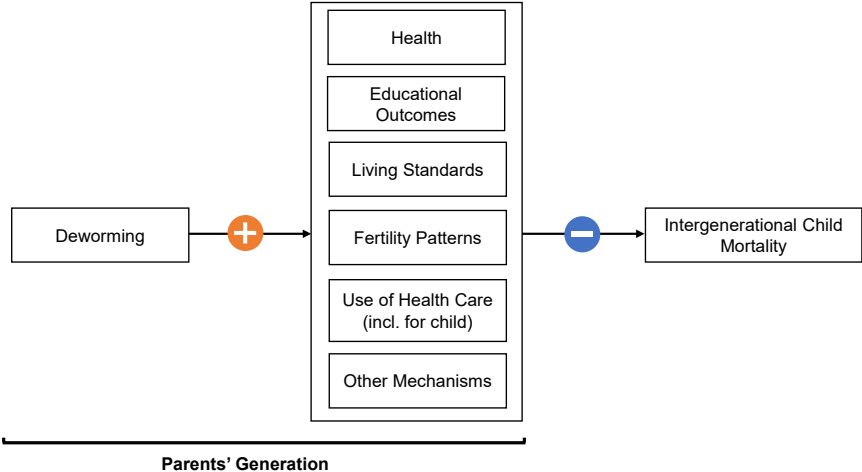 Health
Educational
Outcomes
Living Standards
Deworming
Fertility Patterns
Intergenerational Child
Mortality
Use of Health Care
(incl. for child)
Other Mechanisms
Parents’ Generation